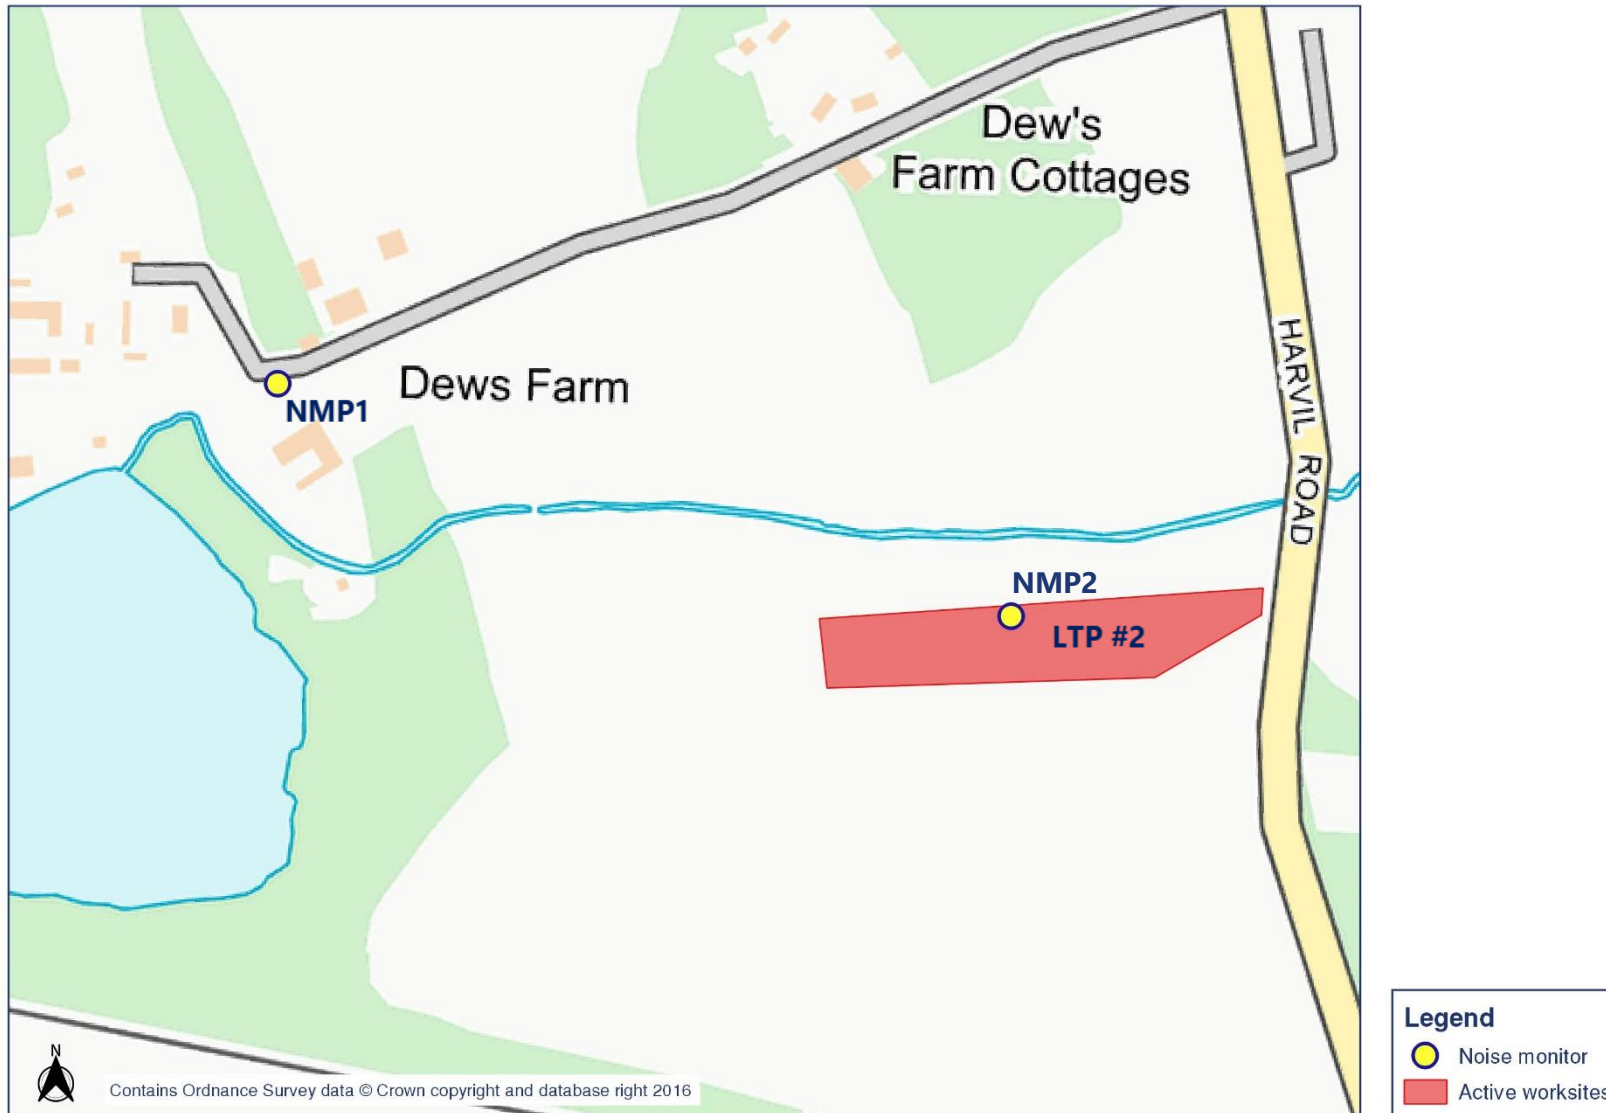 Dew's
Farm Cottages
HARVIL ROAD
Dews Farm
NMP1
NMP2
LTP #2
N
Contains Ordnance Survey data © Crown copyright and database right 2016
Legend
Noise monitor
Active worksites